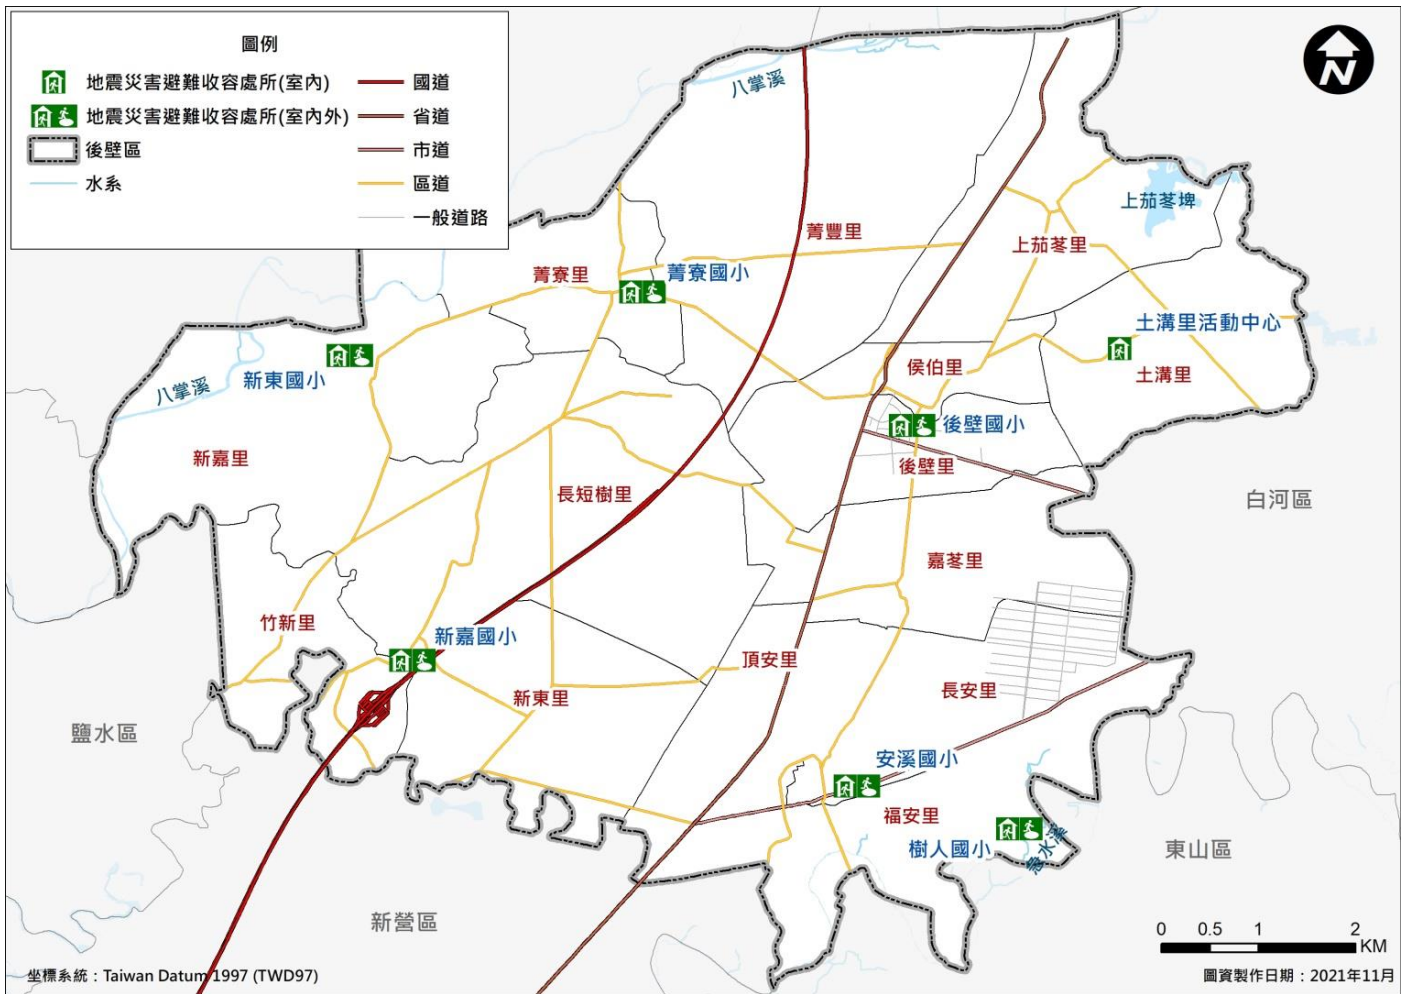 圖例
地震災害避難收容處所(室內)
地震災害避難收容處所(室內外)
後壁區
水系
國道
省道
市道
區道
一般道路
N
八掌溪
上茄苳埤
菁豐里
上茄苳里
菁寮里
菁寮國小
土溝里活動中心
新東國小
八掌溪
侯伯里
土溝里
後壁國小
新嘉里
後壁里
長短樹里
白河區
嘉苳里
竹新里
新嘉國小
頂安里
新東里
長安里
鹽水區
安溪國小
福安里
樹人國小
急水溪
東山區
新營區
0 0.5 1 2
KM
坐標系統：Taiwan Datum 1997 (TWD97)
圖資製作日期：2021年11月